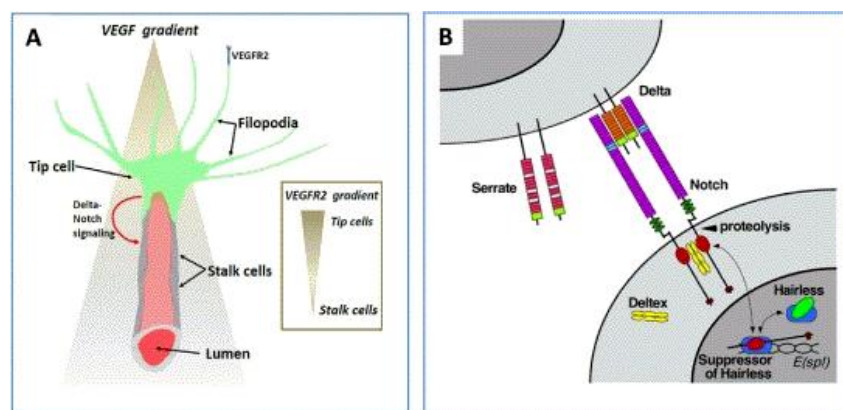 A
VEGF gradient
VEGFR2
Filopodia
Tip cell
Delta-
Notch
signaling
VEGFR2 gradient
Tip cells
Stalk cells
Stalk cells
Lumen
B
Delta
Serrate
Notch
proteolysis
Deltex
Hairless
Suppressor
of Hairless
E(spl)